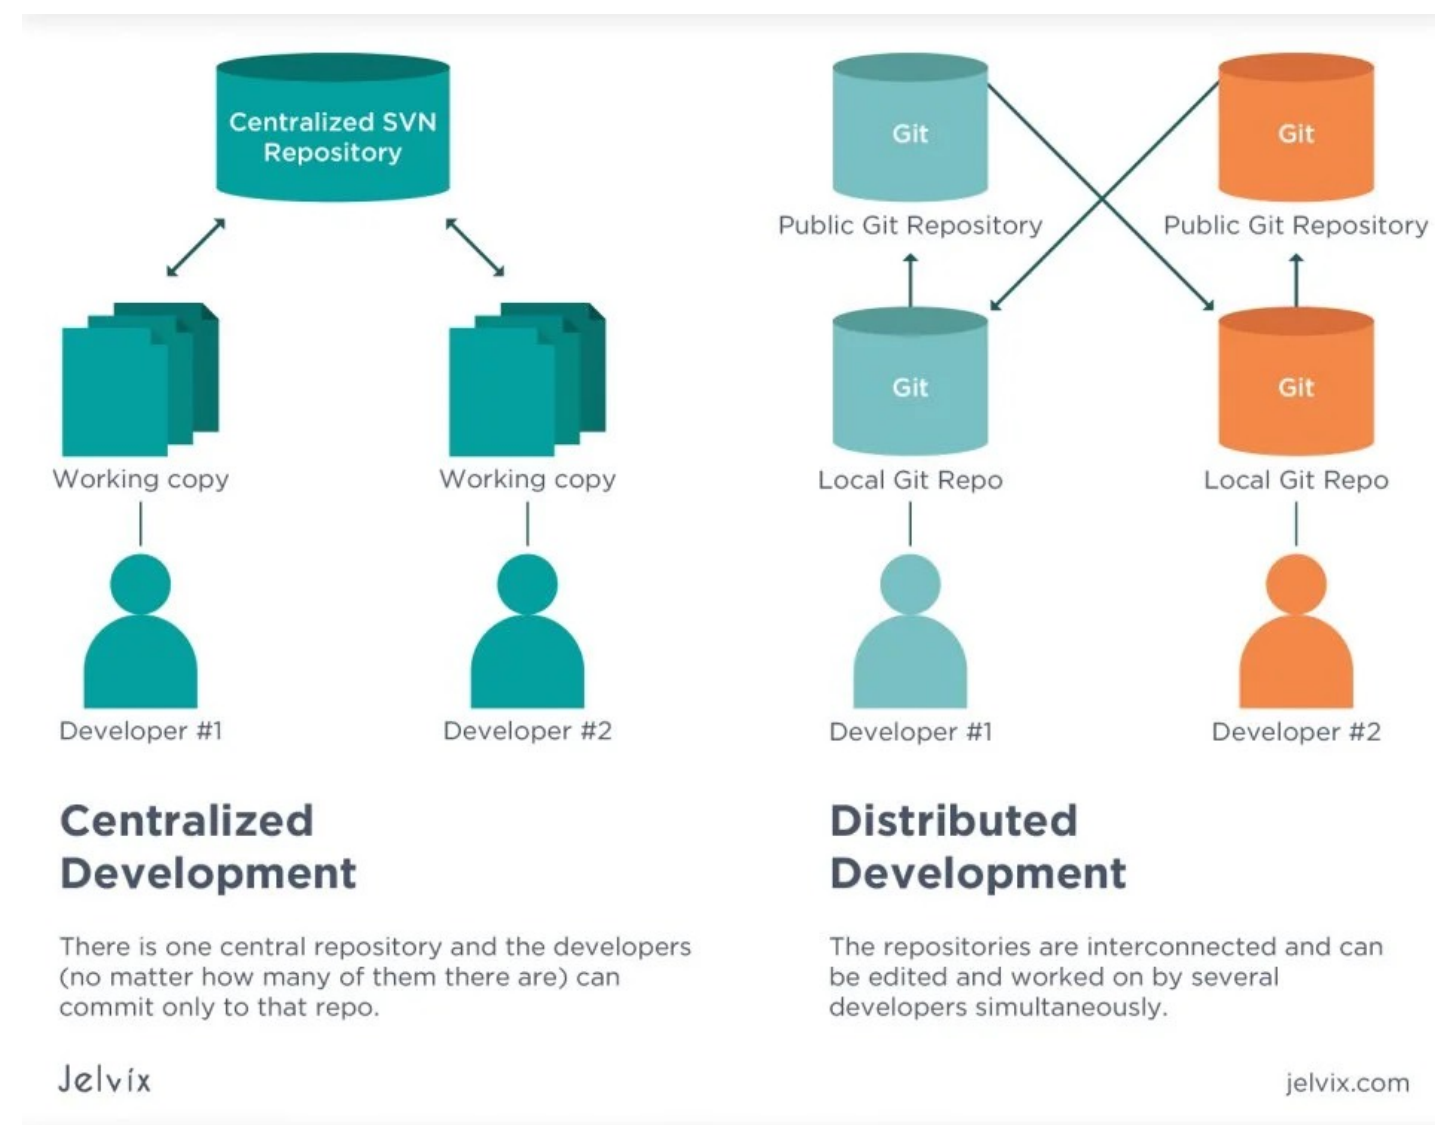 Centralized SVN
Repository
Working copy
Working copy
Developer #1
Developer #2
Centralized
Development
There is one central repository and the developers
(no matter how many of them there are) can
commit only to that repo.
Jelvix
Git
Git
Public Git Repository
Public Git Repository
Git
Git
Local Git Repo
Local Git Repo
Developer #1
Developer #2
Distributed
Development
The repositories are interconnected and can
be edited and worked on by several
developers simultaneously.
jelvix.com